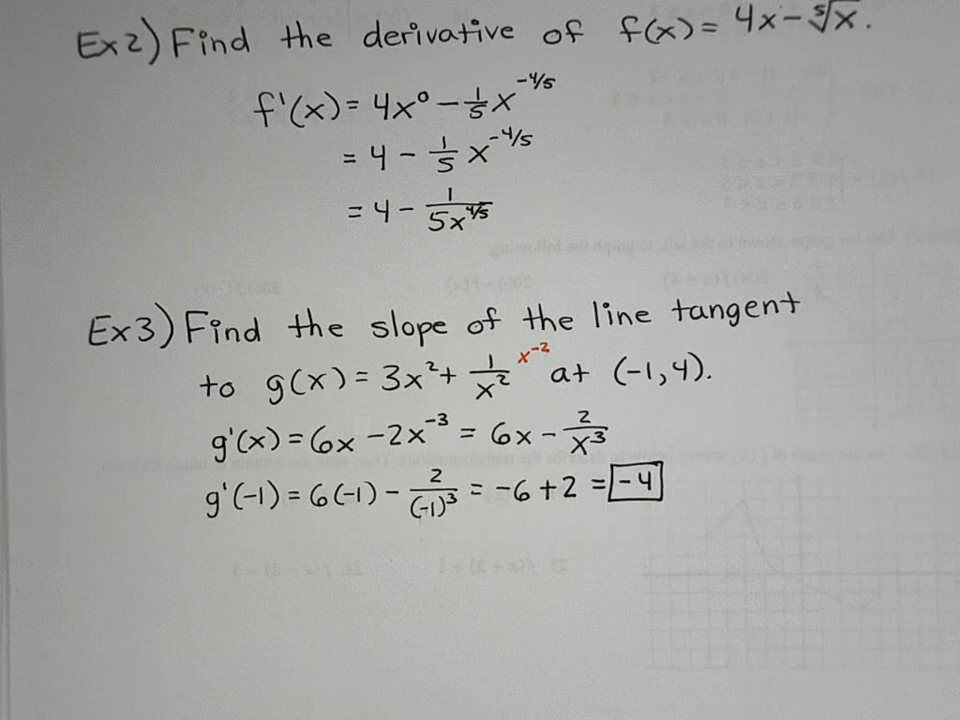 Ex2) Find the derivative of f(x) = 4x - ⁵√x.
f'(x) = 4x⁰ - 1/5 x^(-4/5)
= 4 - 1/5 x^(-4/5)
= 4 - 1/(5x^(4/5))
Ex3) Find the slope of the line tangent
to g(x) = 3x² + 1/x² x⁻² at (-1, 4).
g'(x) = 6x - 2x⁻³ = 6x - 2/x³
g'(-1) = 6(-1) - 2/(-1)³ = -6 + 2 = -4